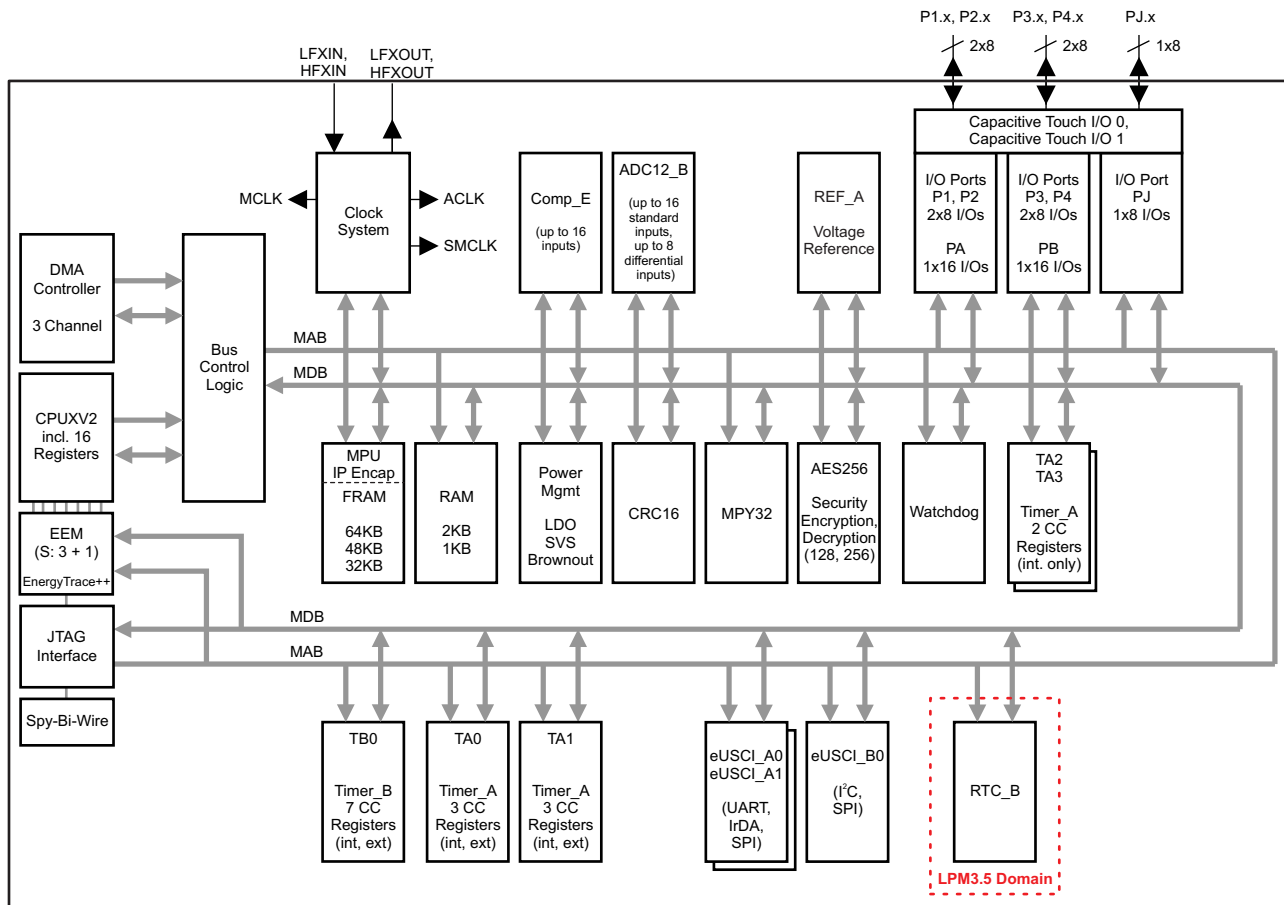 P1.x, P2.x
P3.x, P4.x
PJ.x
2x8
2x8
1x8
LFXIN,
HFXIN
LFXOUT,
HFXOUT
Capacitive Touch I/O 0,
Capacitive Touch I/O 1
MCLK
Clock
System
ACLK
SMCLK
Comp_E
(up to 16
inputs)
ADC12_B
(up to 16
standard
inputs,
up to 8
differential
inputs)
REF_A
Voltage
Reference
I/O Ports
P1, P2
2x8 I/Os
PA
1x16 I/Os
I/O Ports
P3, P4
2x8 I/Os
PB
1x16 I/Os
I/O Port
PJ
1x8 I/Os
DMA
Controller
3 Channel
Bus
Control
Logic
MAB
MDB
CPUXV2
incl. 16
Registers
MPU
IP Encap
FRAM
64KB
48KB
32KB
RAM
2KB
1KB
Power
Mgmt
LDO
SVS
Brownout
CRC16
MPY32
AES256
Security
Encryption,
Decryption
(128, 256)
Watchdog
TA2
TA3
Timer_A
2 CC
Registers
(int. only)
EEM
(S: 3 + 1)
EnergyTrace++
MDB
JTAG
Interface
MAB
Spy-Bi-Wire
TB0
Timer_B
7 CC
Registers
(int, ext)
TA0
Timer_A
3 CC
Registers
(int, ext)
TA1
Timer_A
3 CC
Registers
(int, ext)
eUSCI_A0
eUSCI_A1
(UART,
IrDA,
SPI)
eUSCI_B0
(I²C,
SPI)
RTC_B
LPM3.5 Domain